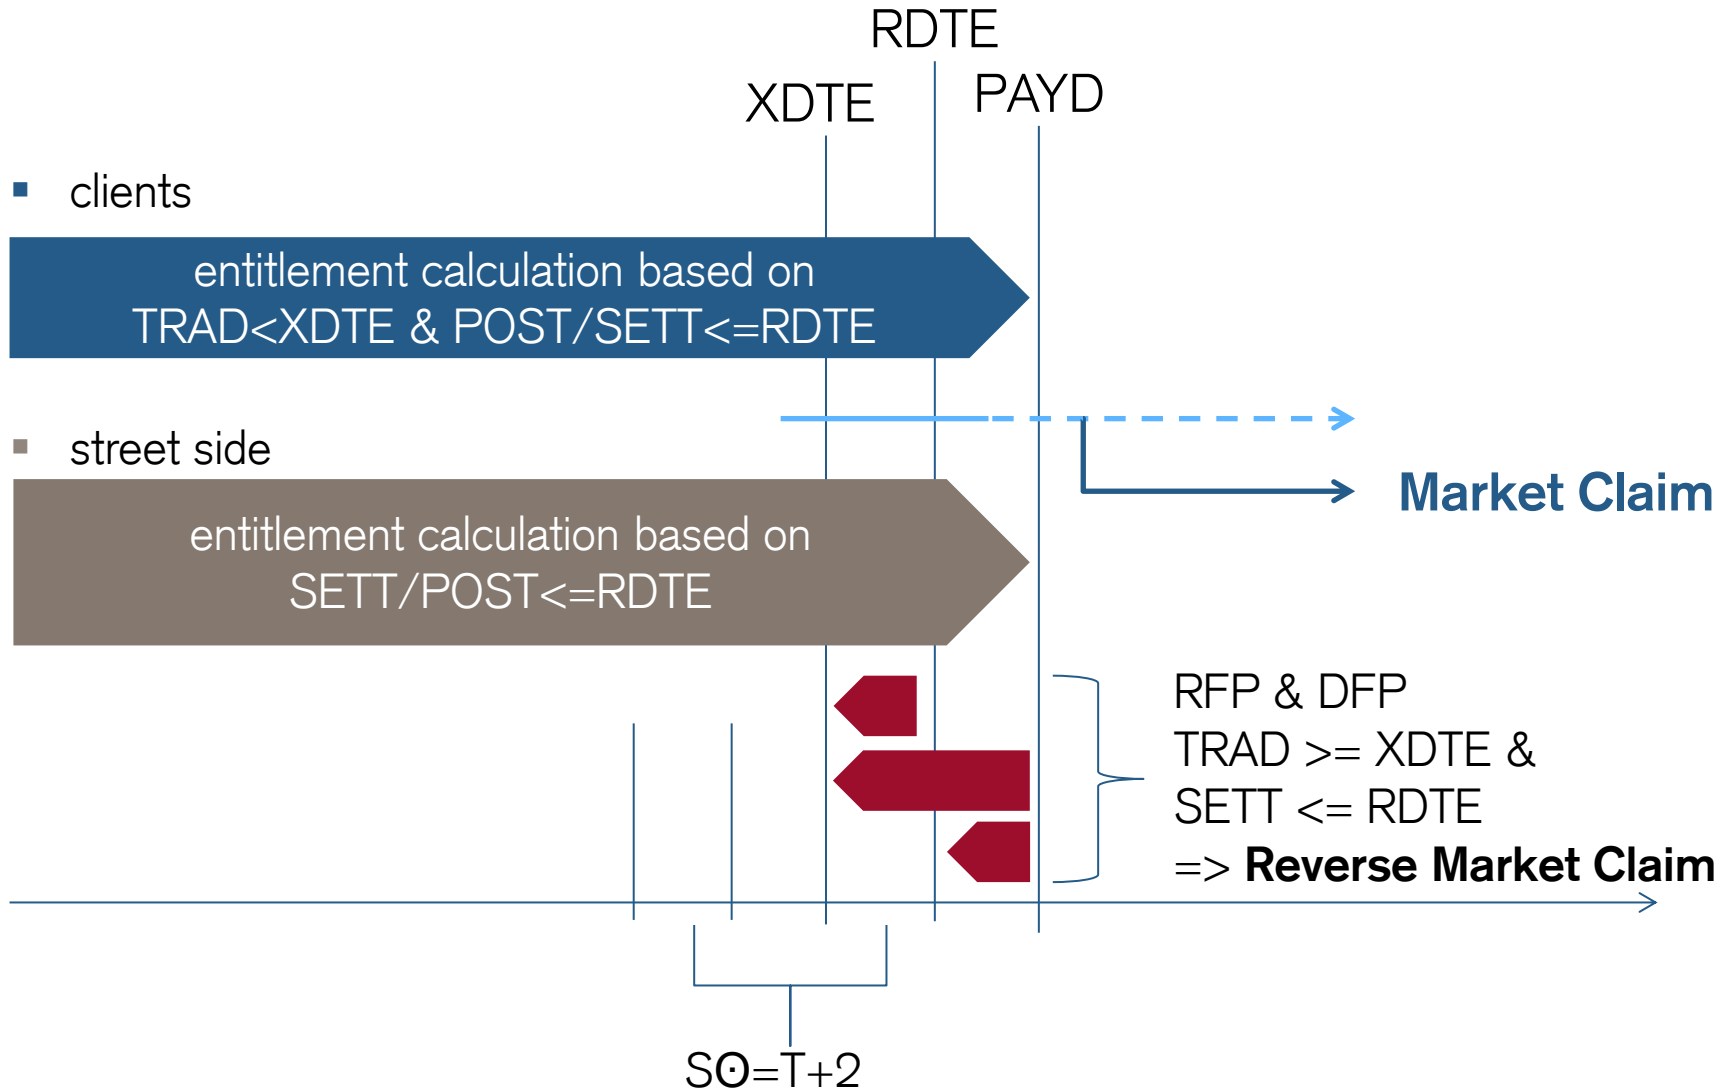 RDTE
XDTE
PAYD
clients
entitlement calculation based on
TRAD<XDTE & POST/SETT<=RDTE
street side
Market Claim
entitlement calculation based on
SETT/POST<=RDTE
RFP & DFP
TRAD >= XDTE &
SETT <= RDTE
=> Reverse Market Claim
Sʘ=T+2